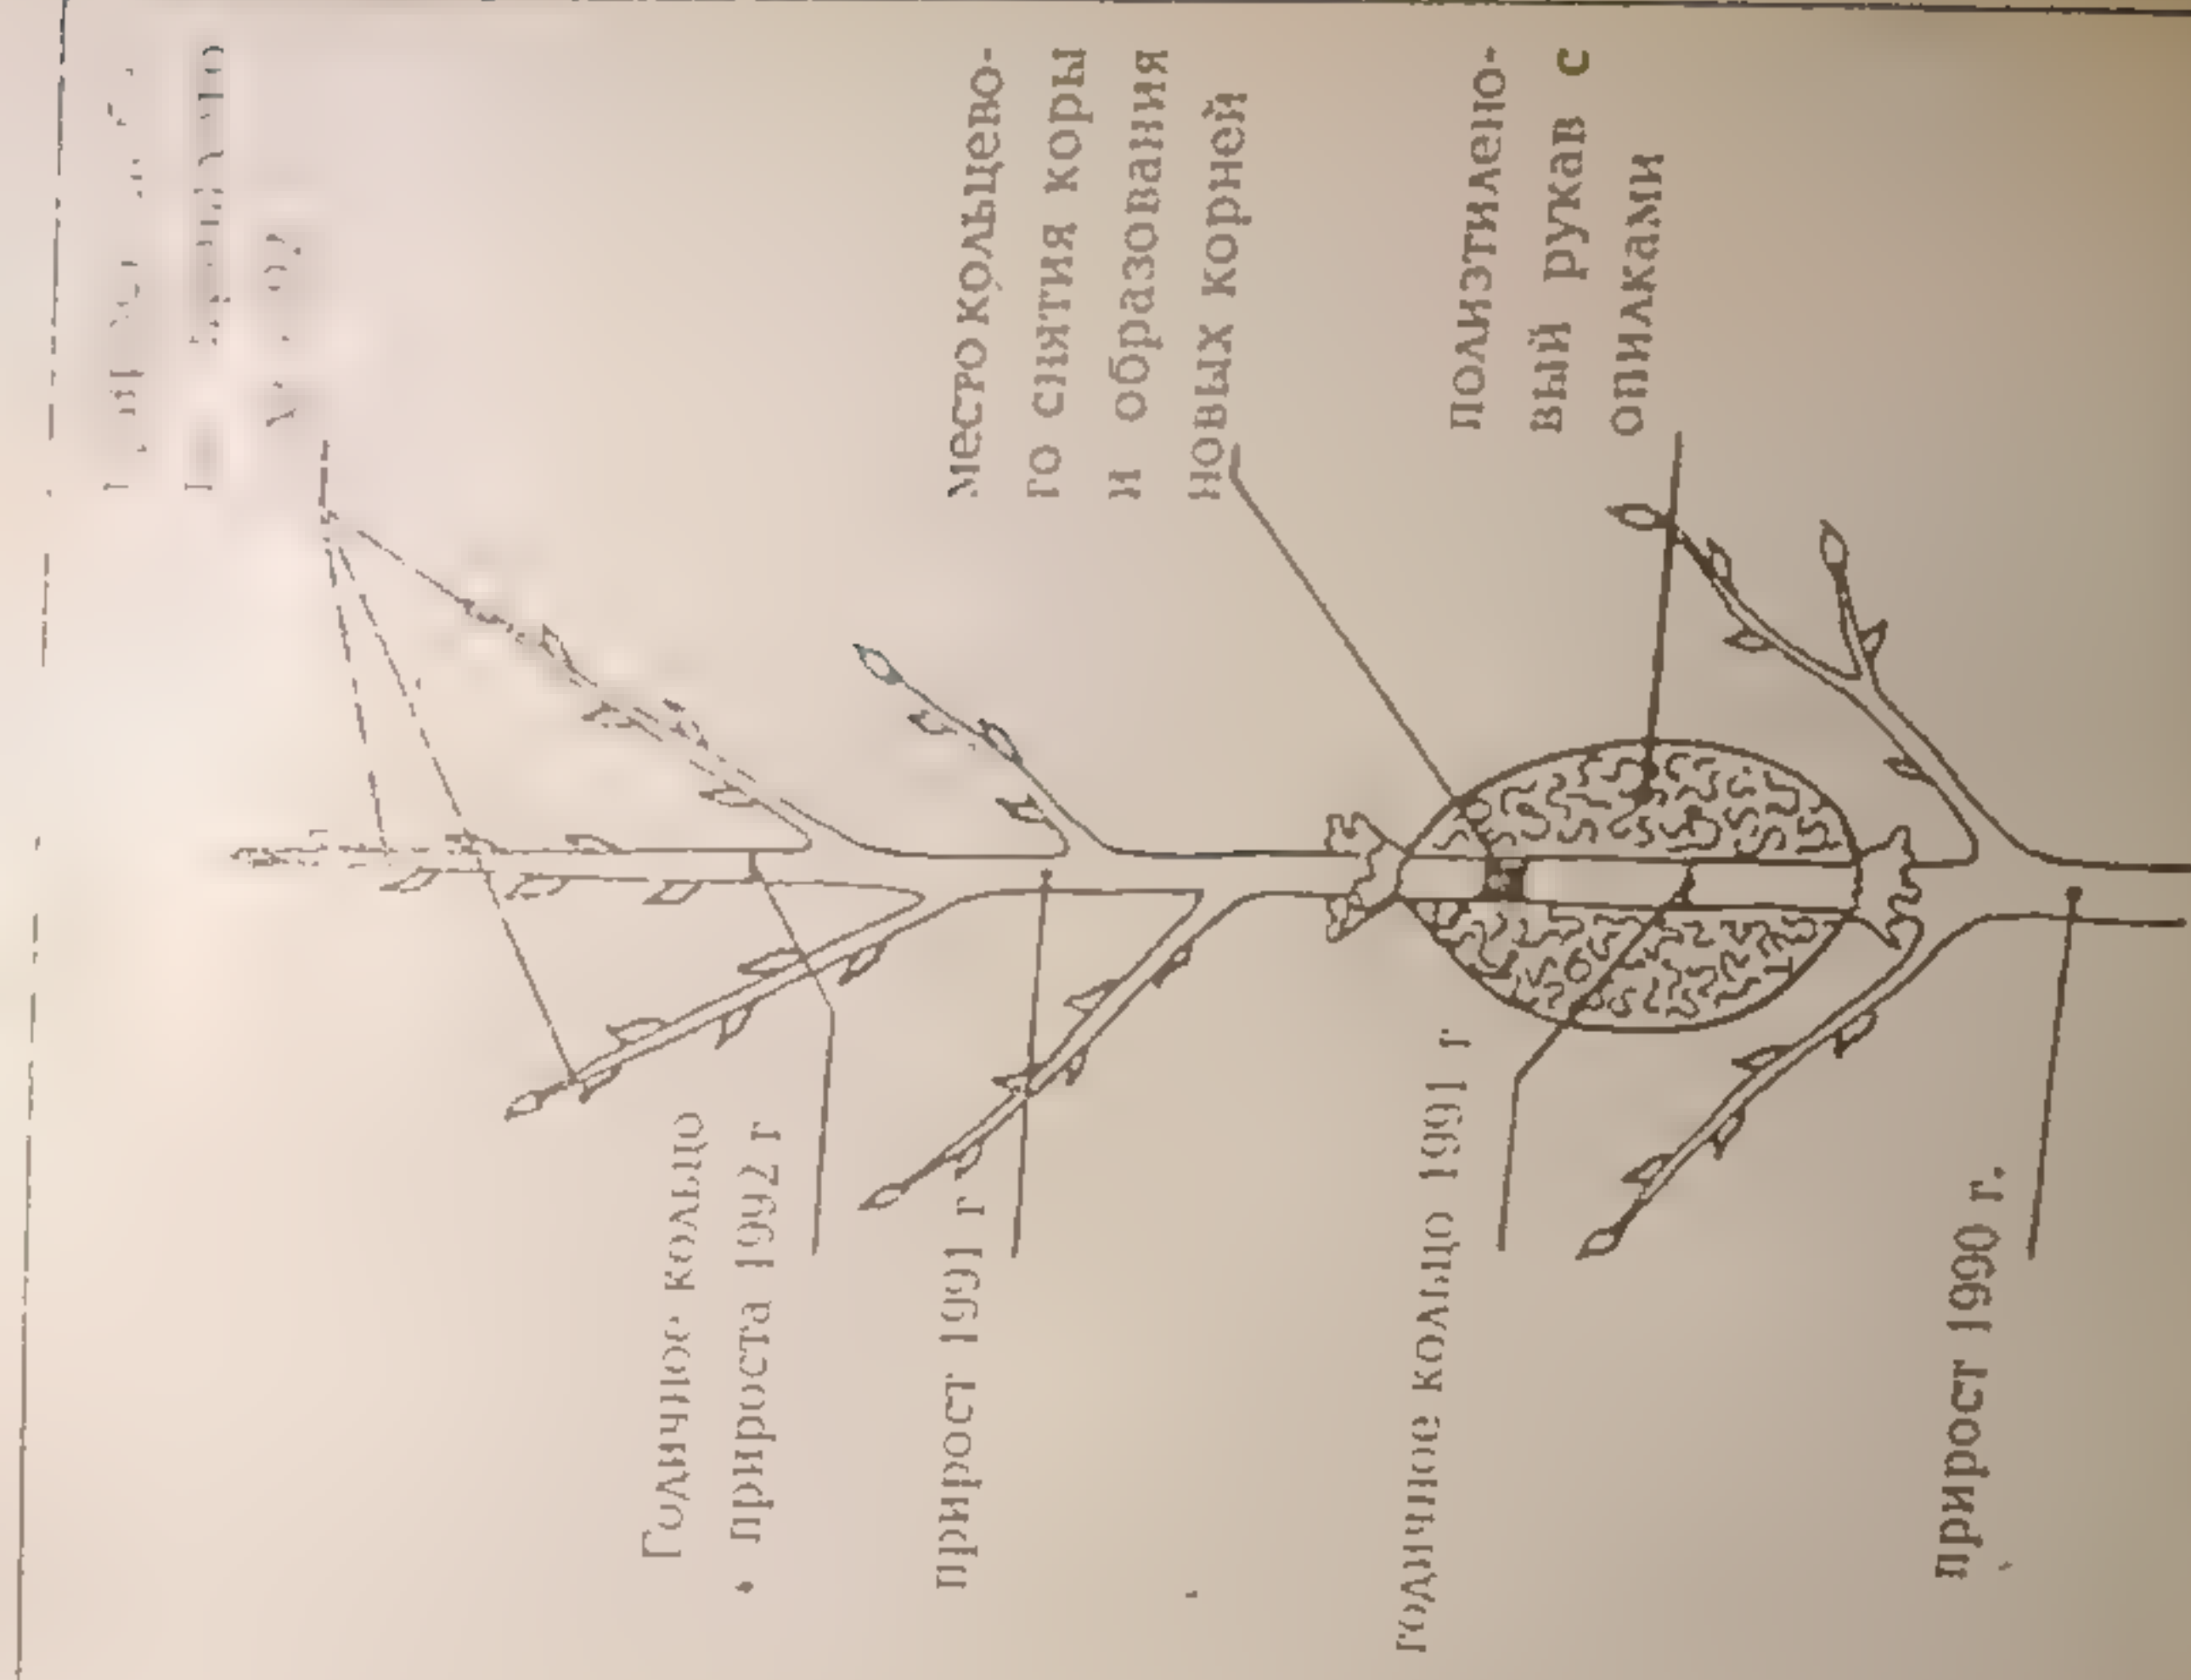 место кольцево-
го снятия коры
и образования
новых корней
полиэтилено-
вый рукав с
опилками
Годичное кольцо
прироста 1992 г
прирост 1991 г
годичное кольцо 1991 г
прирост 1990 г.